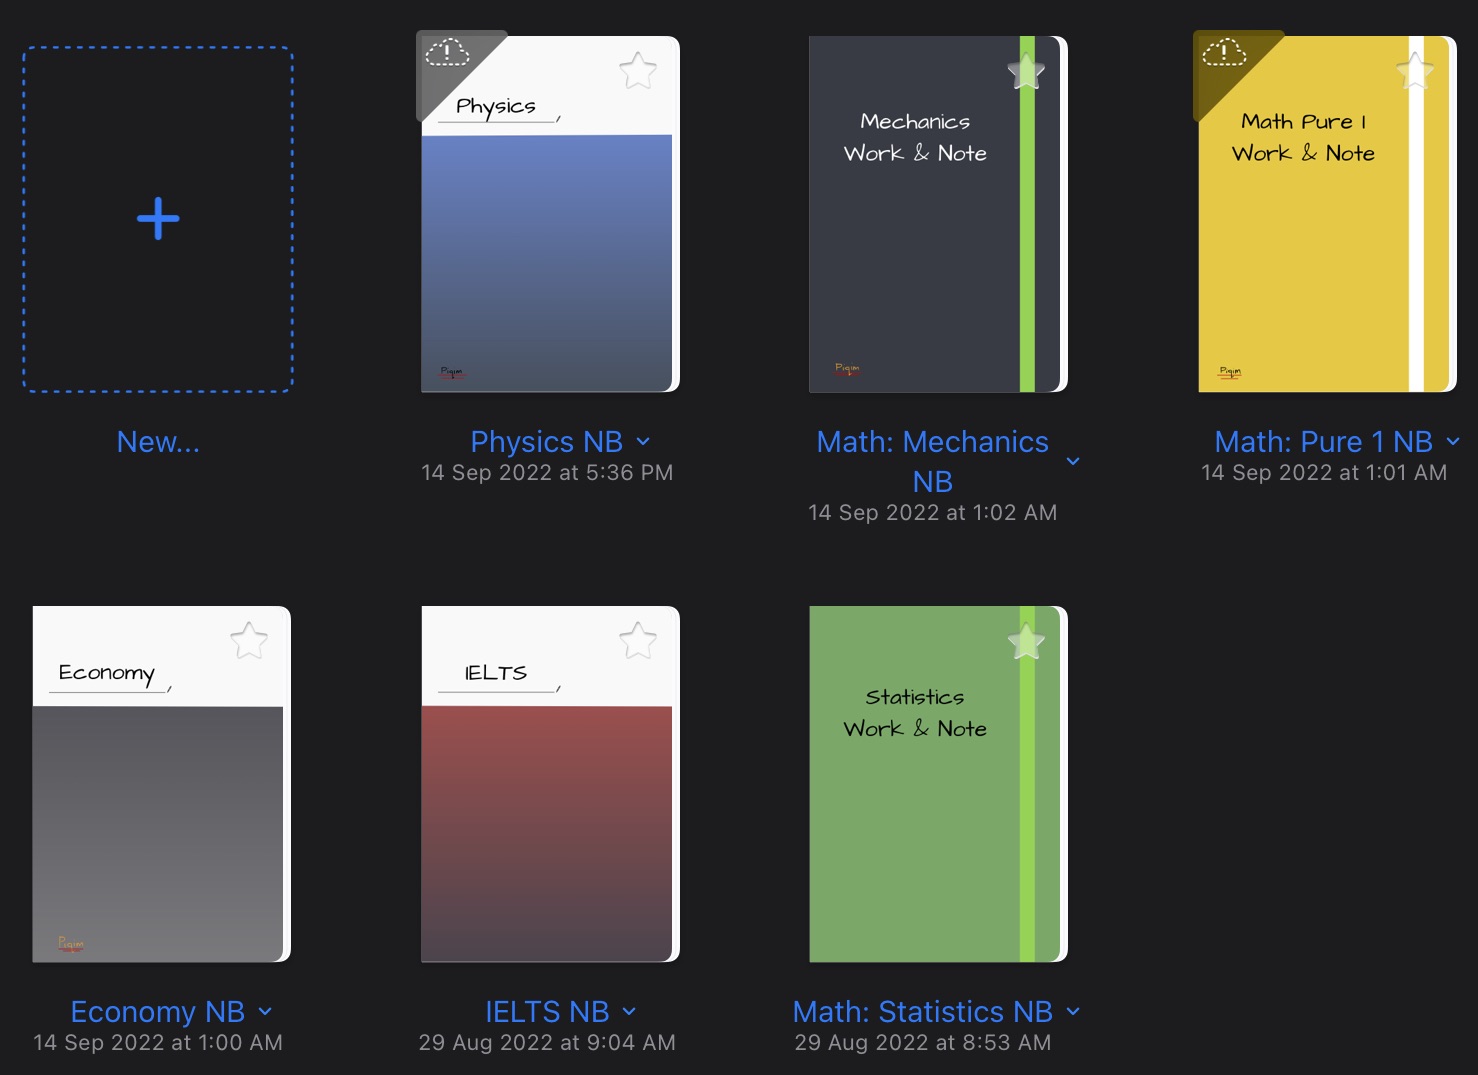 Physics
Piqim
Mechanics
Work & Note
Piqim
Math Pure 1
Work & Note
Piqim
New...
Physics NB
14 Sep 2022 at 5:36 PM
Math: Mechanics
NB
14 Sep 2022 at 1:02 AM
Math: Pure 1 NB
14 Sep 2022 at 1:01 AM
Economy
Piqim
IELTS
Statistics
Work & Note
Economy NB
14 Sep 2022 at 1:00 AM
IELTS NB
29 Aug 2022 at 9:04 AM
Math: Statistics NB
29 Aug 2022 at 8:53 AM